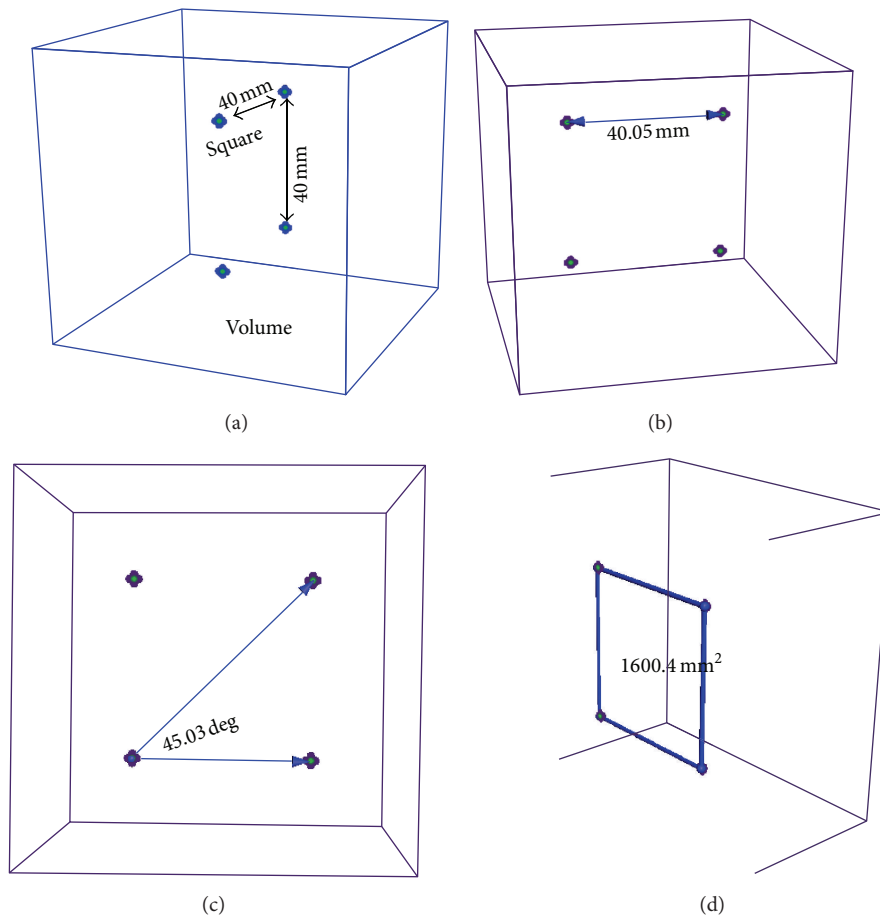 40 mm
Square
40 mm
Volume
(a)
40.05 mm
(b)
45.03 deg
(c)
1600.4 mm²
(d)